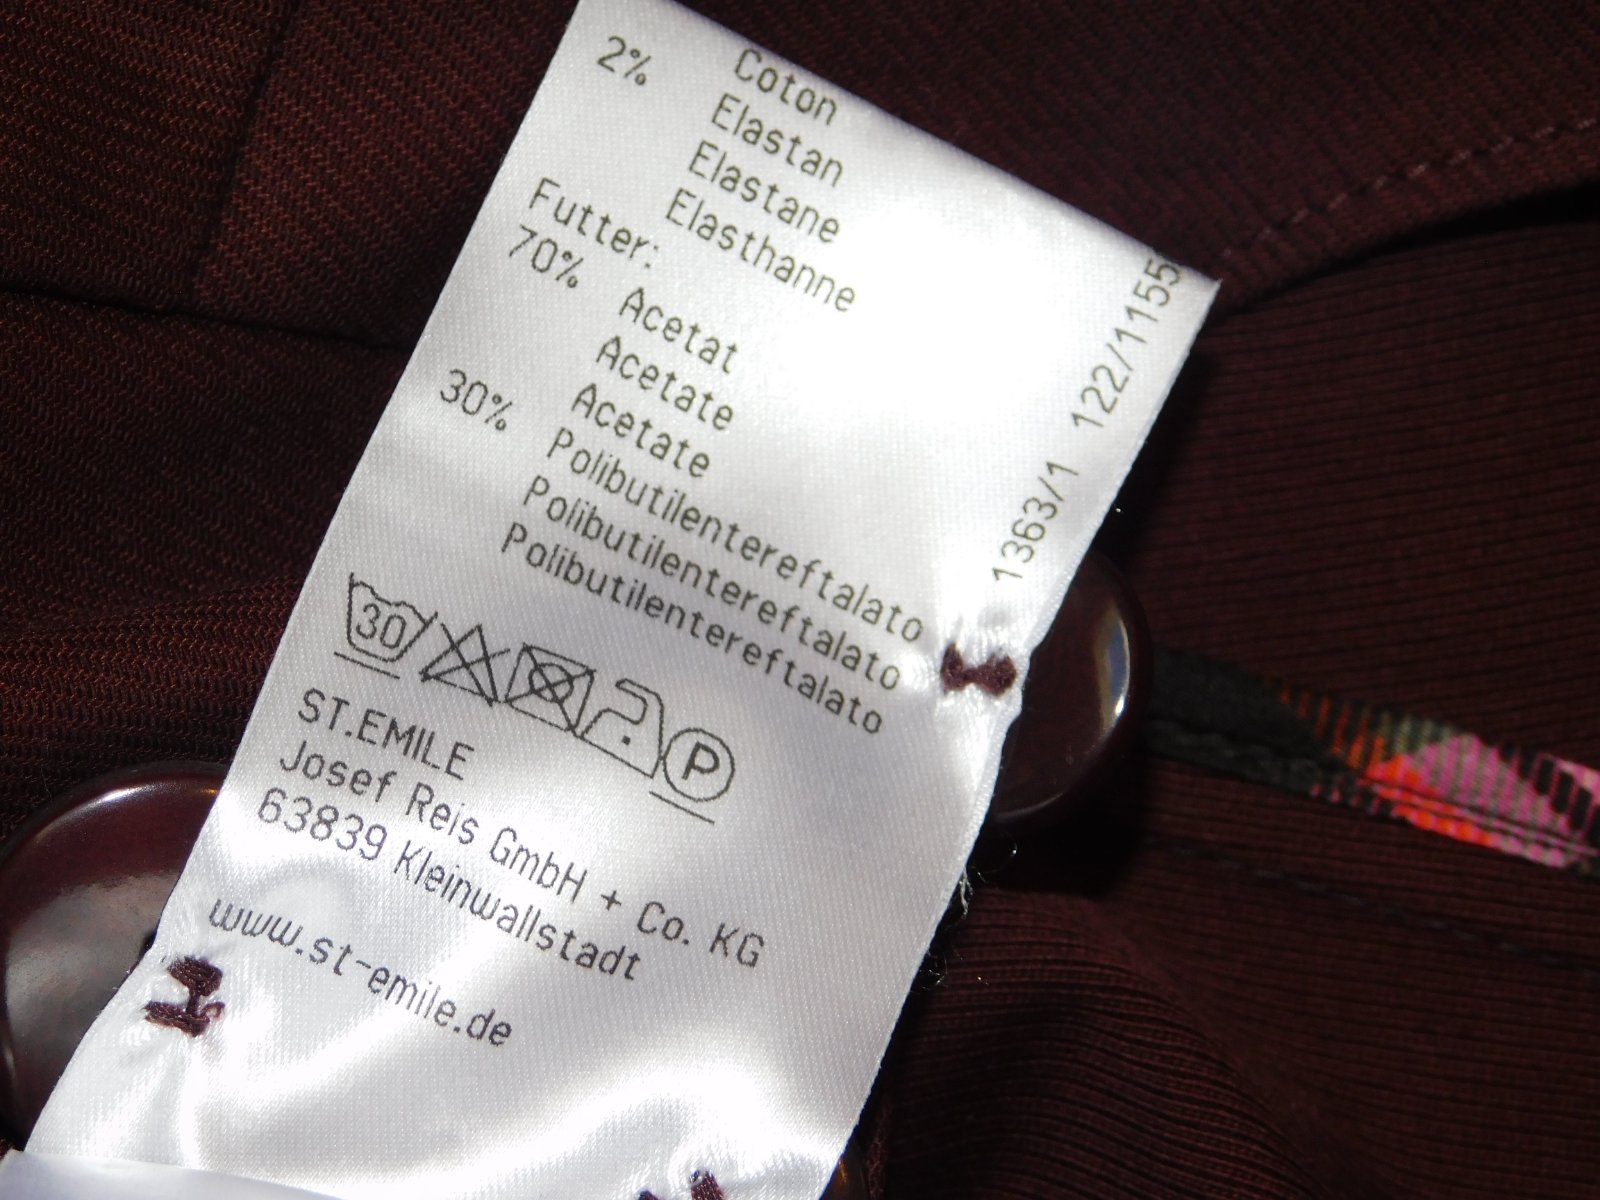 Coton
2% Elastan
Elastane
Elasthanne
Futter:
70% Acetat
Acetate
Acetate
30% Polibutilentereftalato
Polibutilentereftalato
Polibutilentereftalato
30
P
ST.EMILE
Josef Reis GmbH + Co. KG
63839 Kleinwallstadt
www.st-emile.de
1363/1 122/1155